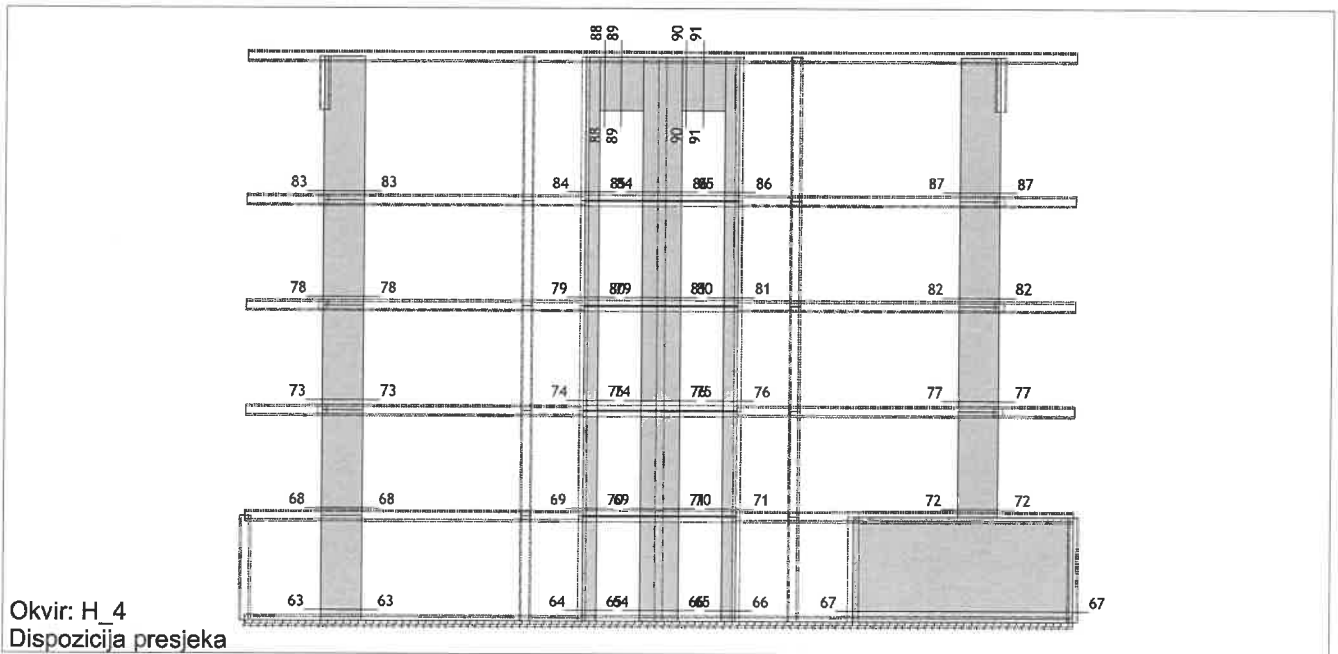 88 89 90 91
88 89 90 91
83 83 84 86 87 87
78 78 79 81 82 82
73 73 74 76 77 77
68 68 69 71 72 72
63 63 64 66 67 67
Okvir: H_4
Dispozicija presjeka